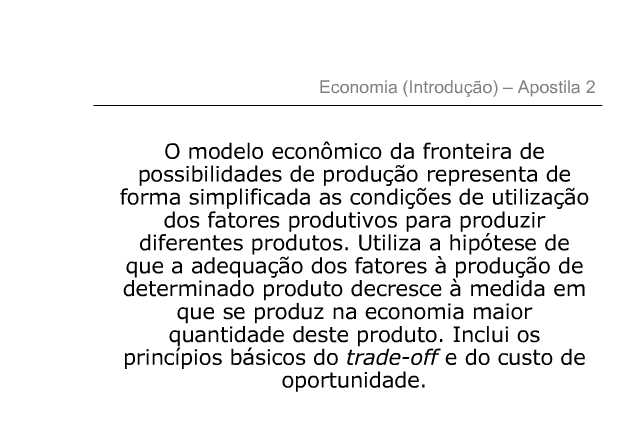 Economia (Introdução) – Apostila 2
O modelo econômico da fronteira de
possibilidades de produção representa de
forma simplificada as condições de utilização
dos fatores produtivos para produzir
diferentes produtos. Utiliza a hipótese de
que a adequação dos fatores à produção de
determinado produto decresce à medida em
que se produz na economia maior
quantidade deste produto. Inclui os
princípios básicos do trade-off e do custo de
oportunidade.